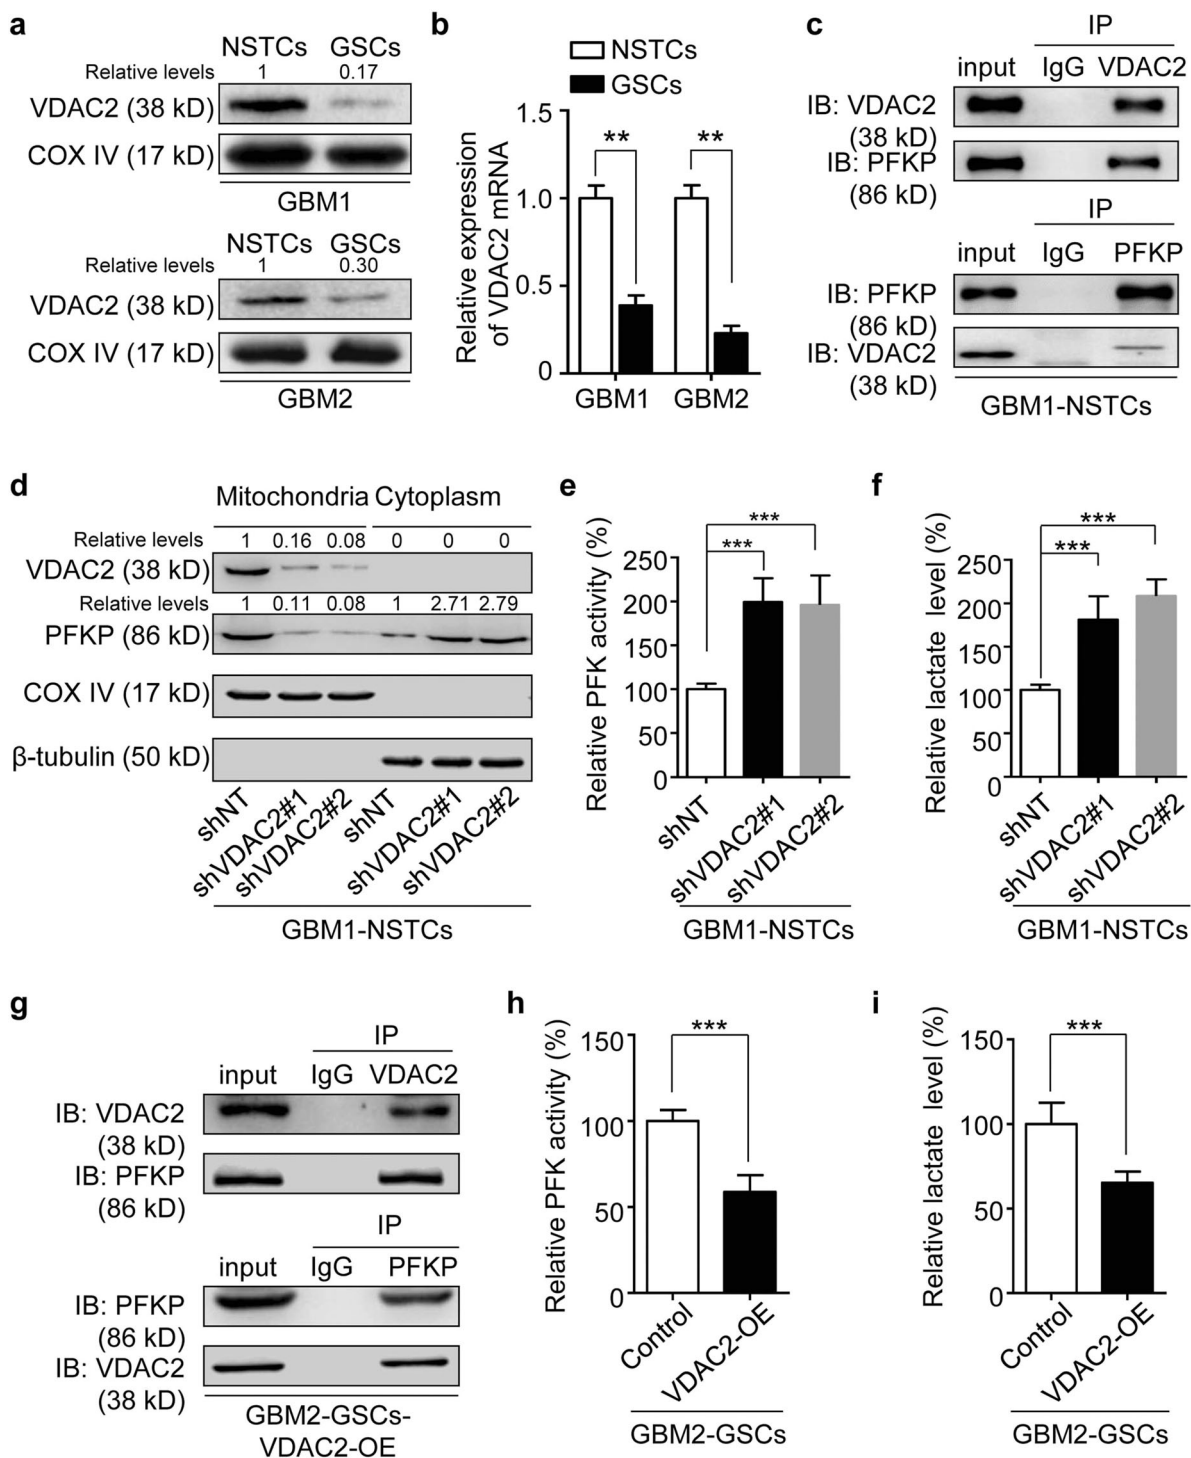 a
NSTCs GSCs
Relative levels 1 0.17
VDAC2 (38 kD)
COX IV (17 kD)
GBM1
NSTCs GSCs
Relative levels 1 0.30
VDAC2 (38 kD)
COX IV (17 kD)
GBM2
b
NSTCs
GSCs
Relative expression
of VDAC2 mRNA
1.5
1.0
0.5
0
** **
GBM1 GBM2
c
IP
input IgG VDAC2
IB: VDAC2
(38 kD)
IB: PFKP
(86 kD)
IP
input IgG PFKP
IB: PFKP
(86 kD)
IB: VDAC2
(38 kD)
GBM1-NSTCs
d
Mitochondria Cytoplasm
Relative levels 1 0.16 0.08 0 0 0
VDAC2 (38 kD)
Relative levels 1 0.11 0.08 1 2.71 2.79
PFKP (86 kD)
COX IV (17 kD)
β-tubulin (50 kD)
shNT shVDAC2#1 shVDAC2#2 shNT shVDAC2#1 shVDAC2#2
GBM1-NSTCs
e
Relative PFK activity (%)
250
200
150
100
50
0
***
***
shNT shVDAC2#1 shVDAC2#2
GBM1-NSTCs
f
Relative lactate level (%)
250
200
150
100
50
0
***
***
shNT shVDAC2#1 shVDAC2#2
GBM1-NSTCs
g
IP
input IgG VDAC2
IB: VDAC2
(38 kD)
IB: PFKP
(86 kD)
IP
input IgG PFKP
IB: PFKP
(86 kD)
IB: VDAC2
(38 kD)
GBM2-GSCs-
VDAC2-OE
h
Relative PFK activity (%)
150
100
50
0
***
Control VDAC2-OE
GBM2-GSCs
i
Relative lactate level (%)
150
100
50
0
***
Control VDAC2-OE
GBM2-GSCs